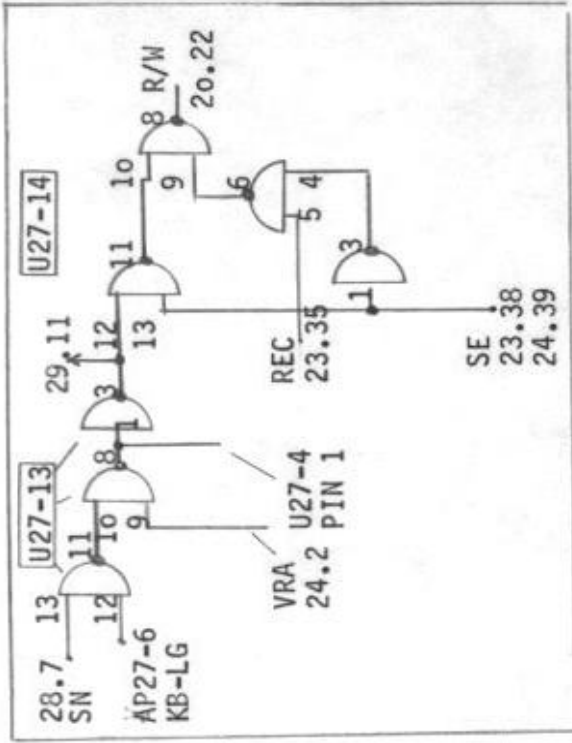 28.7
SN
ÄP27-6
KB-LG
13
12
11
U27-13
10
9
8
VRA
24.2
U27-4
PIN 1
1
3
29.11
12
13
11
U27-14
REC
23.35
SE
23.38
24.39
1
3
5
4
6
10
9
8
R/W
20.22